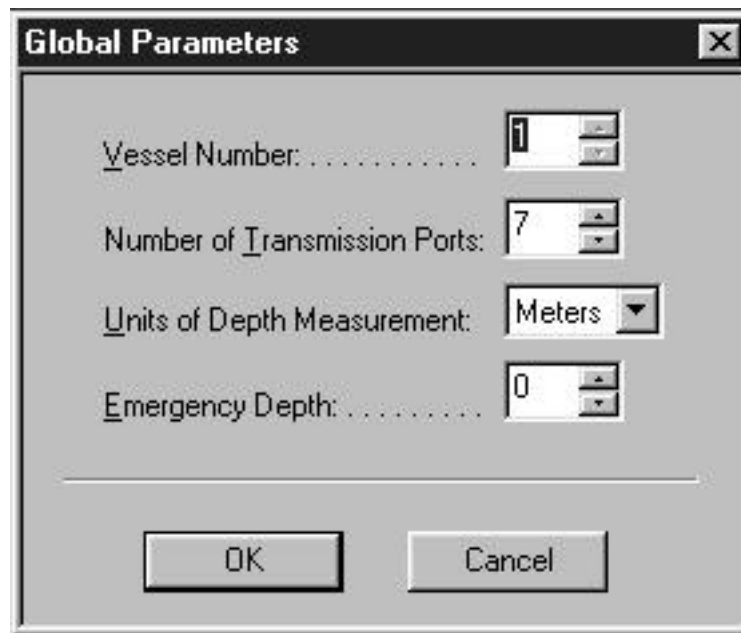 Global Parameters
Vessel Number: . . . . . . . . . . . 1
Number of Transmission Ports: 7
Units of Depth Measurement: Meters
Emergency Depth: . . . . . . . . . 0
OK Cancel